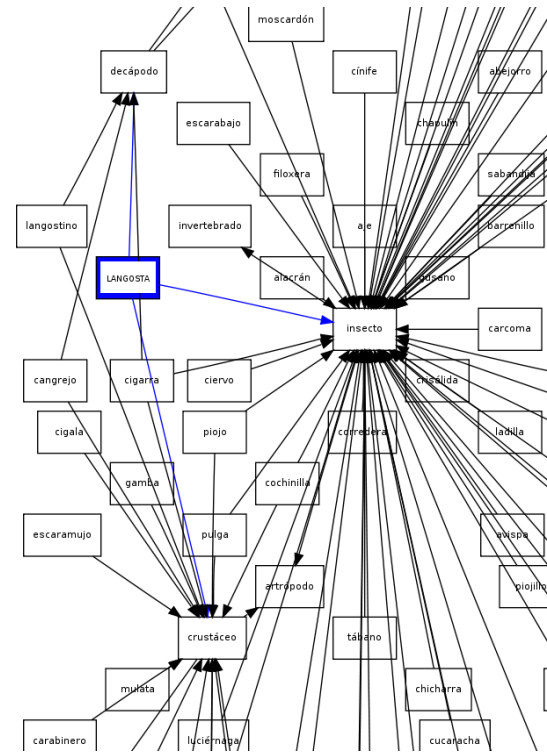 moscardón
decápodo
cínife
abejorro
escarabajo
chapulín
filoxera
sabandija
langostino
invertebrado
aje
barrenillo
LANGOSTA
alacrán
gusano
insecto
carcoma
cangrejo
cigarra
ciervo
crisálida
cigala
piojo
corredera
ladilla
gamba
cochinilla
escaramujo
pulga
avispa
artrópodo
piojillo
crustáceo
tábano
mulata
chicharra
carabinero
luciérnaga
cucaracha